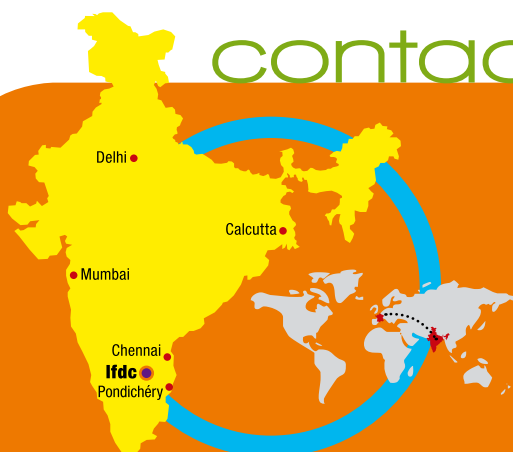 contac
Delhi
Calcutta
Mumbai
Chennai
Ifdc
Pondichéry